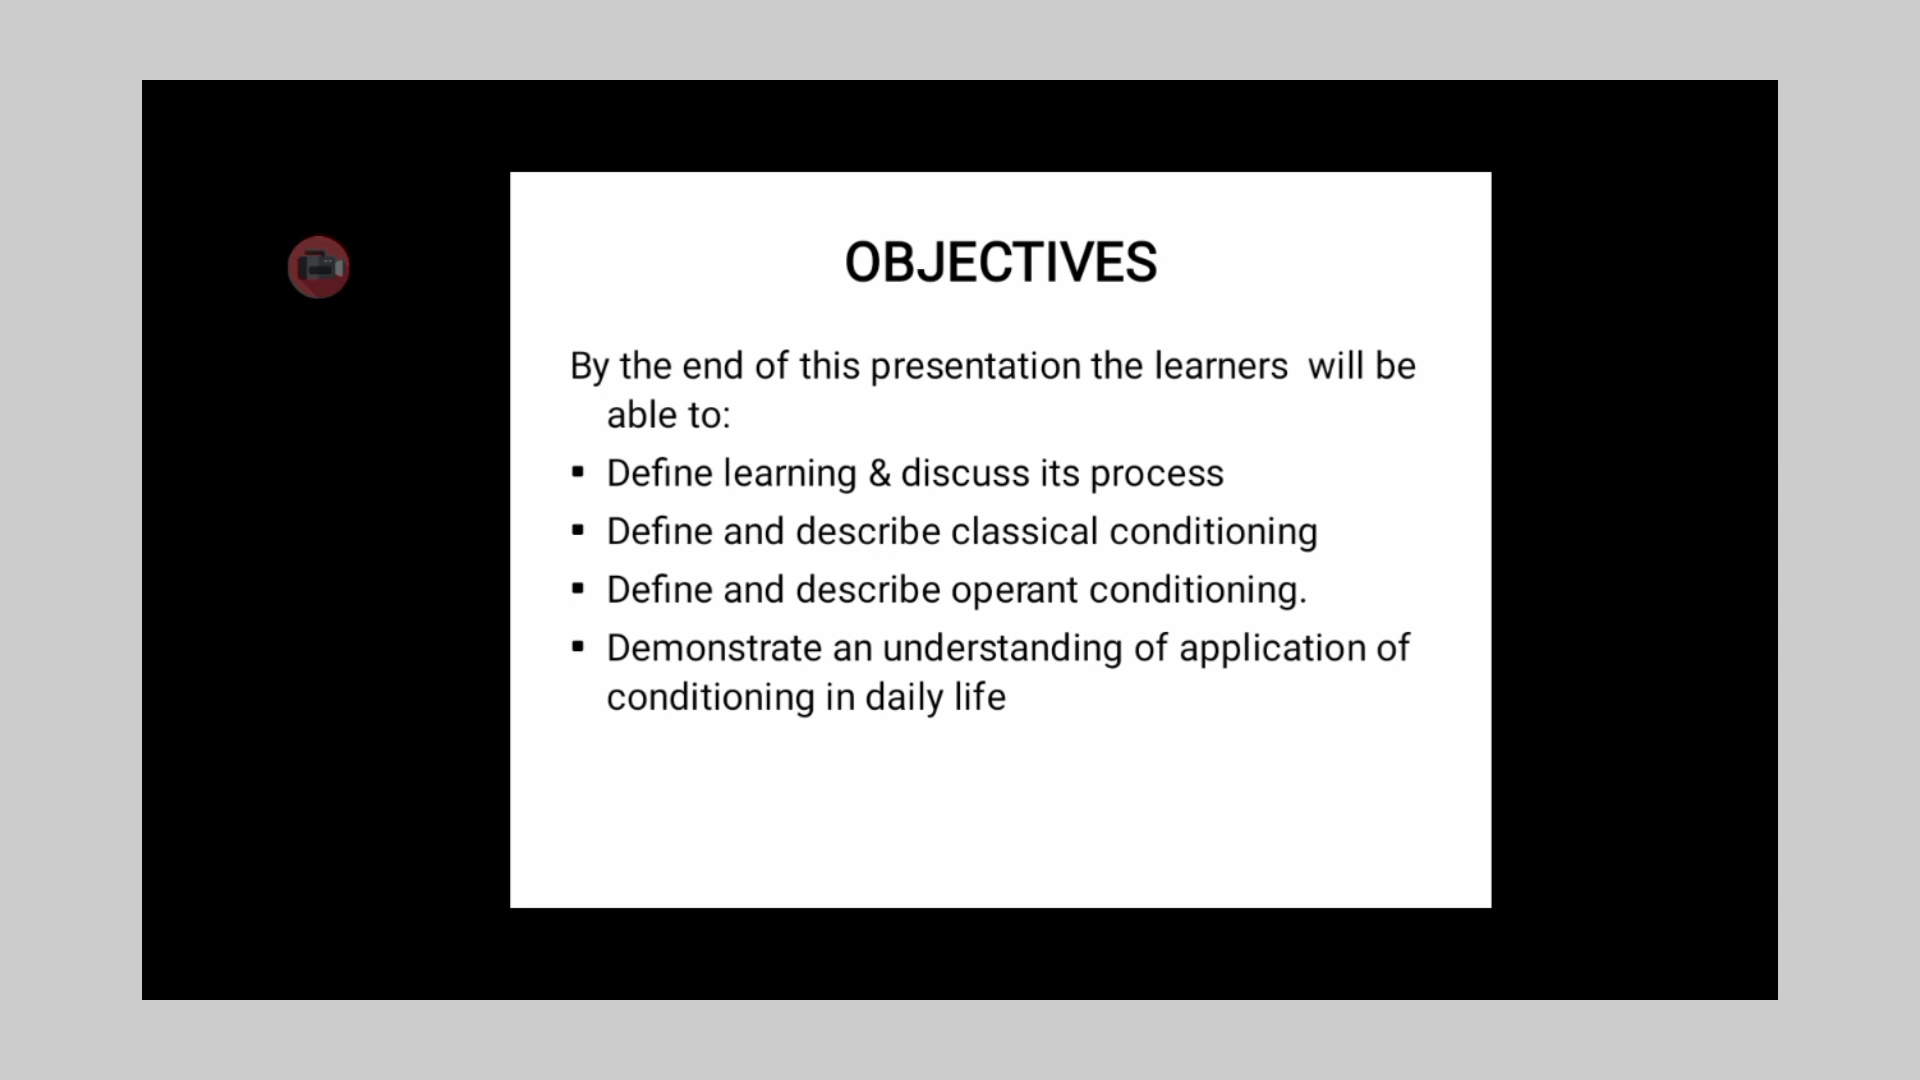 OBJECTIVES
By the end of this presentation the learners  will be
able to:
▪ Define learning & discuss its process
▪ Define and describe classical conditioning
▪ Define and describe operant conditioning.
▪ Demonstrate an understanding of application of
conditioning in daily life